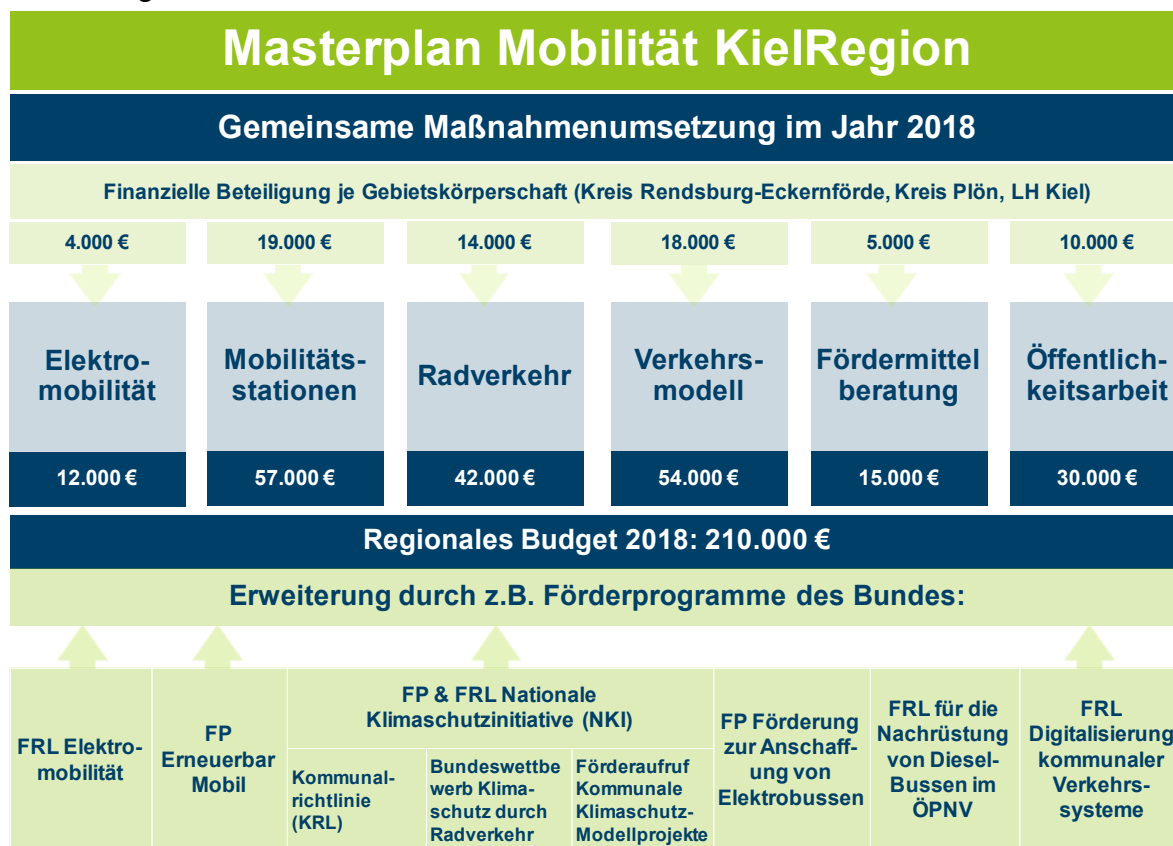 Masterplan Mobilität KielRegion
Gemeinsame Maßnahmenumsetzung im Jahr 2018
Finanzielle Beteiligung je Gebietskörperschaft (Kreis Rendsburg-Eckernförde, Kreis Plön, LH Kiel)
4.000 €
19.000 €
14.000 €
18.000 €
5.000 €
10.000 €
Elektro-
mobilität
Mobilitäts-
stationen
Radverkehr
Verkehrs-
modell
Fördermittel
beratung
Öffentlich-
keitsarbeit
12.000 €
57.000 €
42.000 €
54.000 €
15.000 €
30.000 €
Regionales Budget 2018: 210.000 €
Erweiterung durch z.B. Förderprogramme des Bundes:
FRL Elektro-
mobilität
FP
Erneuerbar
Mobil
FP & FRL Nationale
Klimaschutzinitiative (NKI)
Kommunal-
richtlinie
(KRL)
Bundeswettbe
werb Klima-
schutz durch
Radverkehr
Förderaufruf
Kommunale
Klimaschutz-
Modellprojekte
FP Förderung
zur Anschaff-
ung von
Elektrobussen
FRL für die
Nachrüstung
von Diesel-
Bussen im
ÖPNV
FRL
Digitalisierung
kommunaler
Verkehrs-
systeme